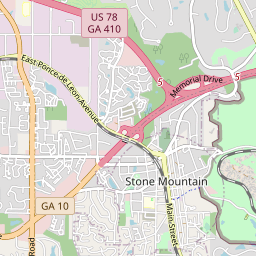 US 78
GA 410
East Ponce de Leon Avenue
Memorial Drive
5
5
Stone Mountain
GA 10
Main Street
Road